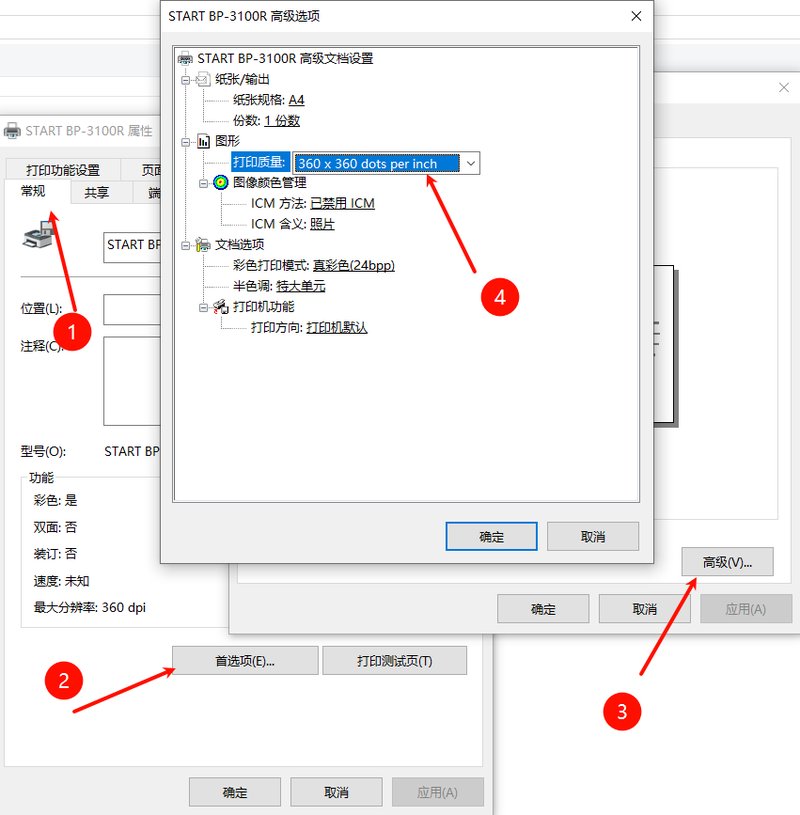 START BP-3100R 高级选项
START BP-3100R 高级文档设置
纸张/输出
纸张规格: A4
份数: 1 份数
图形
打印质量: 360 x 360 dots per inch
图像颜色管理
ICM 方法: 已禁用 ICM
ICM 含义: 照片
文档选项
彩色打印模式: 真彩色(24bpp)
半色调: 特大单元
打印机功能
打印方向: 打印机默认
4
确定
取消
START BP-3100R 属性
打印功能设置
页面
常规
共享
端
START BP
位置(L):
1
注释(C):
型号(O):
START BP
功能
彩色: 是
双面: 否
装订: 否
速度: 未知
最大分辨率: 360 dpi
高级(V)...
确定
取消
应用(A)
首选项(E)...
打印测试页(T)
2
3
确定
取消
应用(A)